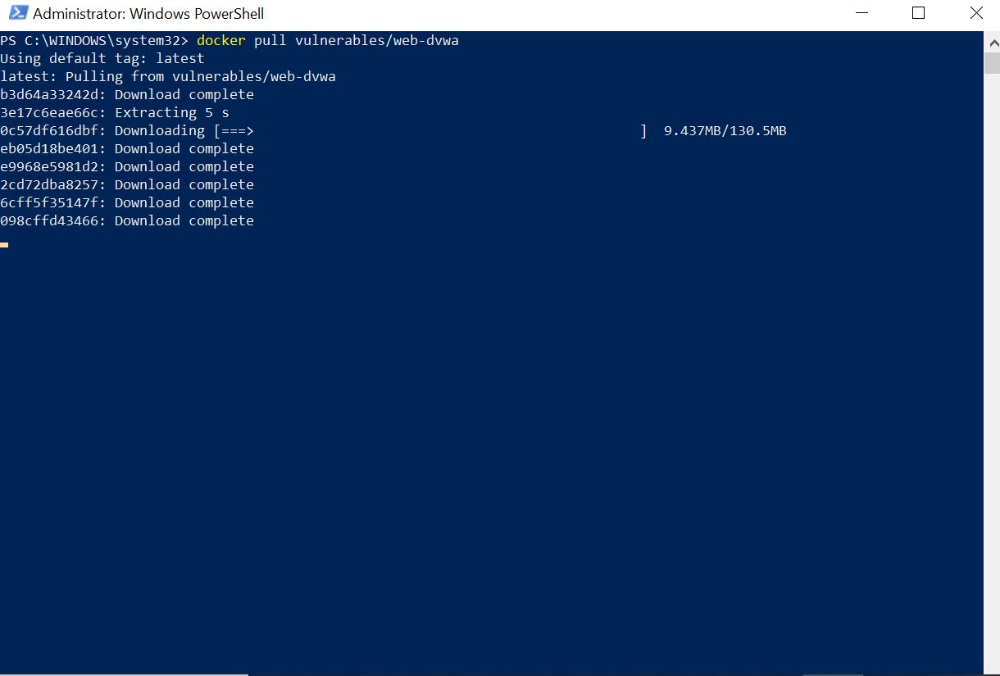 Administrator: Windows PowerShell
PS C:\WINDOWS\system32> docker pull vulnerables/web-dvwa
Using default tag: latest
latest: Pulling from vulnerables/web-dvwa
b3d64a33242d: Download complete
3e17c6eae66c: Extracting 5 s
0c57df616dbf: Downloading [===>                                               ]  9.437MB/130.5MB
eb05d18be401: Download complete
e9968e5981d2: Download complete
2cd72dba8257: Download complete
6cff5f35147f: Download complete
098cffd43466: Download complete